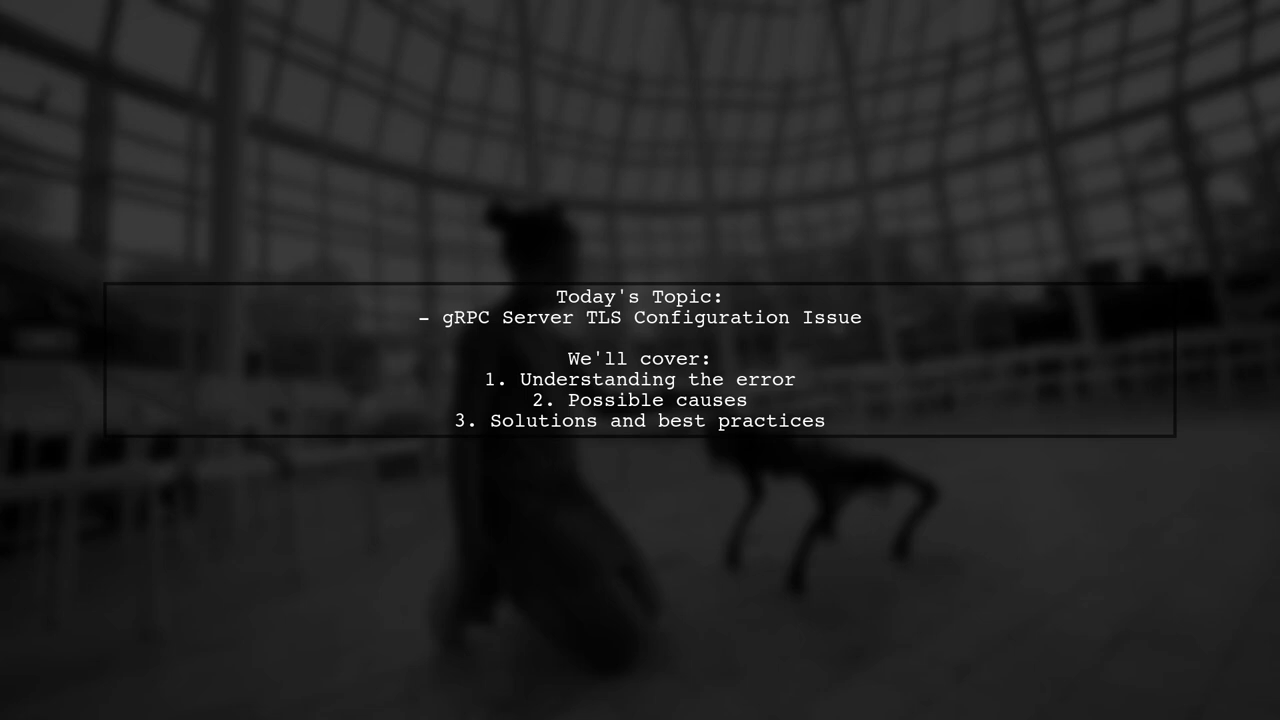 Today's Topic:
- gRPC Server TLS Configuration Issue
We'll cover:
1. Understanding the error
2. Possible causes
3. Solutions and best practices